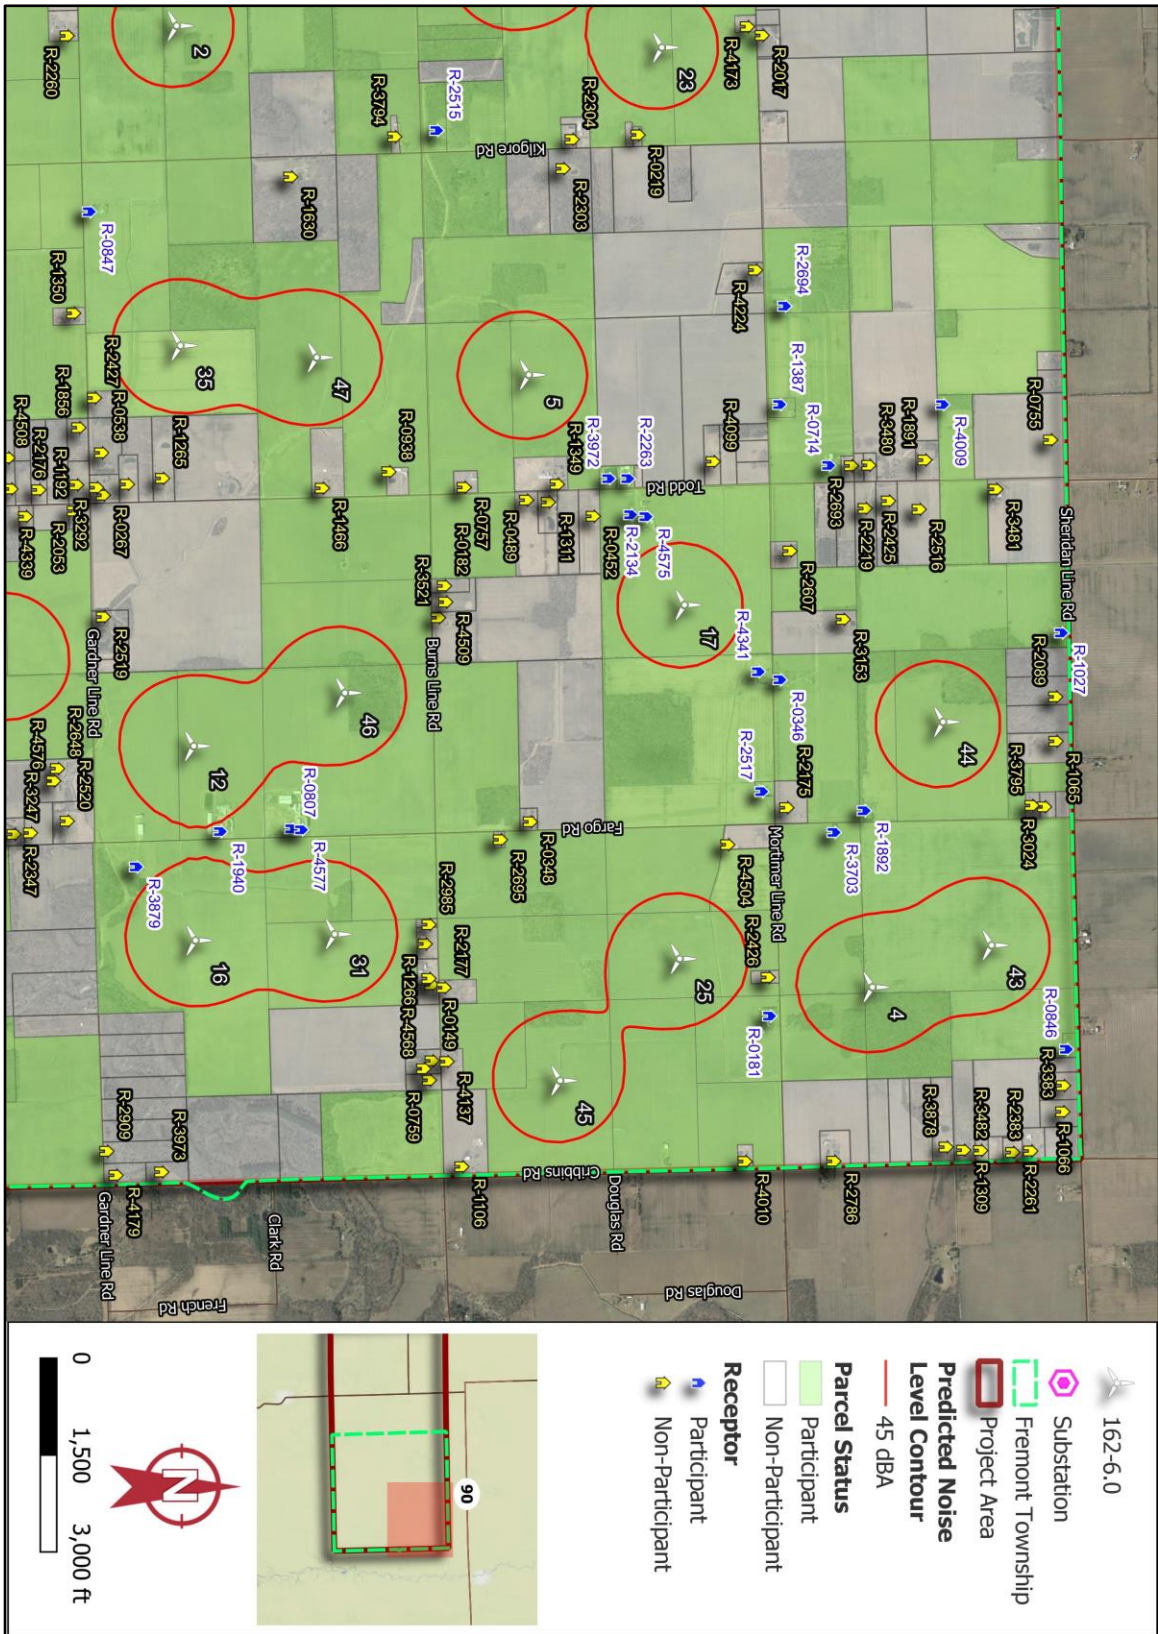 R-2260
2
R-3794
R-2515
R-2304
23
R-4173
R-2017
Kilgore Rd
R-0219
R-2303
R-1630
R-0847
R-1350
R-2694
R-4224
35
47
5
R-2427
R-1856
R-0538
R-1265
R-4508
R-2176
R-1192
R-3292
R-0267
R-4339
R-2053
R-0938
R-1466
R-0757
R-1349
R-3972
R-2263
Todd Rd
R-4099
R-1387
R-0714
R-3480
R-1891
R-4009
R-0755
R-3481
Sheridan Line Rd
R-2693
R-2219
R-2425
R-2516
R-0182
R-0489
R-1311
R-0452
R-2134
R-4575
R-3521
R-4509
Burns Line Rd
R-2519
Gardner Line Rd
17
R-2607
R-3153
R-4341
R-0346
R-1027
R-2089
44
46
12
R-2648
R-4576
R-2520
R-3247
R-2347
R-0807
R-4577
R-1940
R-3879
Fargo Rd
R-0348
R-2695
R-2517
R-2175
R-4504
Mortimer Line Rd
R-1892
R-3703
R-3795
R-1065
R-3024
16
31
R-2985
R-2177
R-1266
R-0149
R-4568
R-4137
R-0759
25
45
R-2426
R-0181
4
43
R-0846
R-3383
R-1066
R-3878
R-3482
R-2383
R-1309
R-2261
R-2909
R-3973
R-4179
Gardner Line Rd
Clark Rd
French Rd
R-1106
Cribbins Rd
Douglas Rd
R-4010
R-2786
Douglas Rd
162-6.0
Substation
Fremont Township
Project Area
Predicted Noise
Level Contour
45 dBA
Parcel Status
Participant
Non-Participant
Receptor
Participant
Non-Participant
90
N
0 1,500 3,000 ft